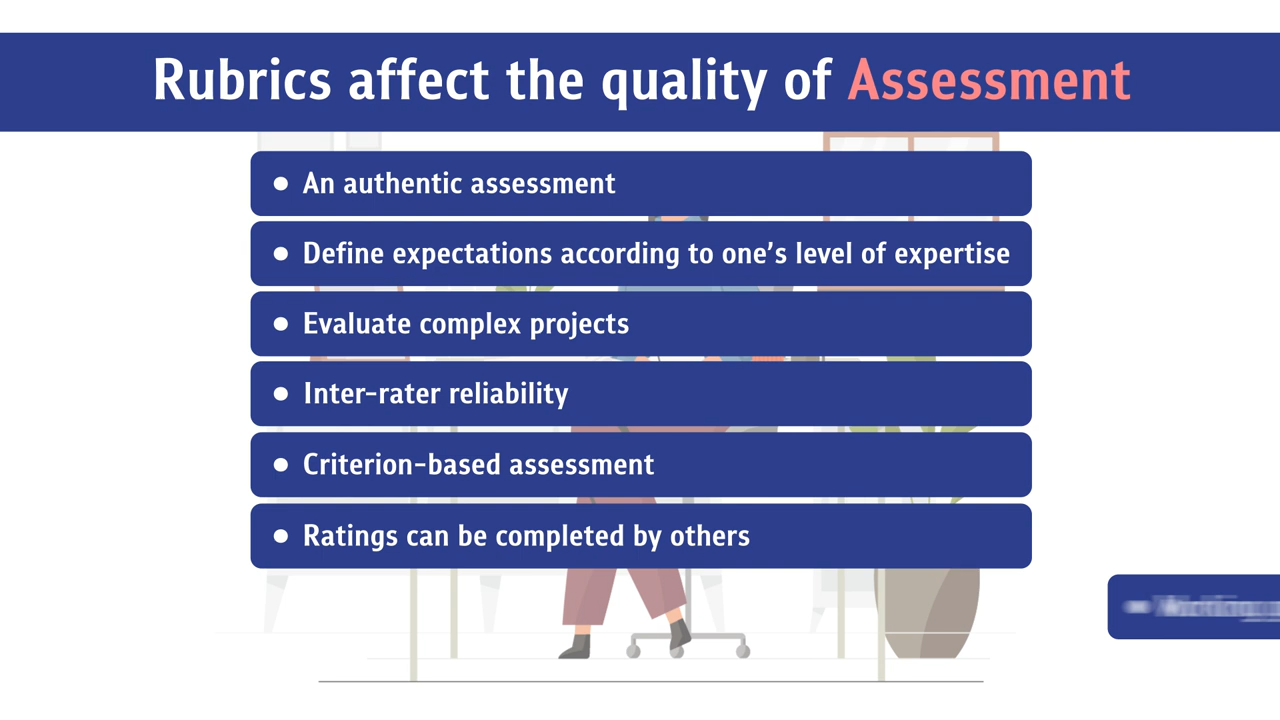 Rubrics affect the quality of Assessment
• An authentic assessment
• Define expectations according to one’s level of expertise
• Evaluate complex projects
• Inter-rater reliability
• Criterion-based assessment
• Ratings can be completed by others